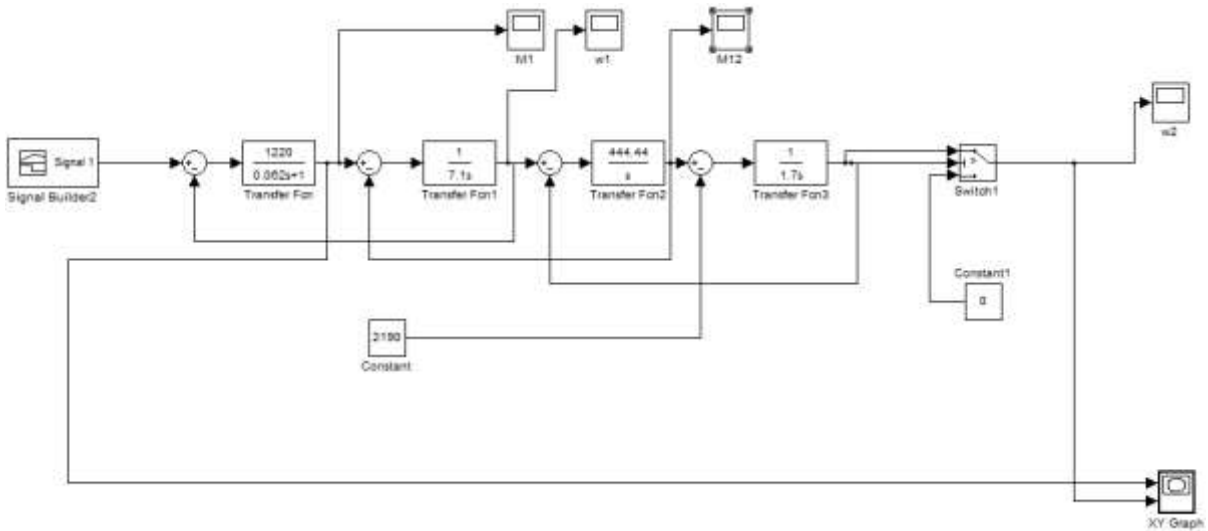 M1
w1
M12
w2
Signal 1
Signal Builder2
1220
0.062s+1
Transfer Fcn
1
7.1s
Transfer Fcn1
444.44
s
Transfer Fcn2
1
1.7s
Transfer Fcn3
>
Switch1
Constant1
0
2190
Constant
XY Graph